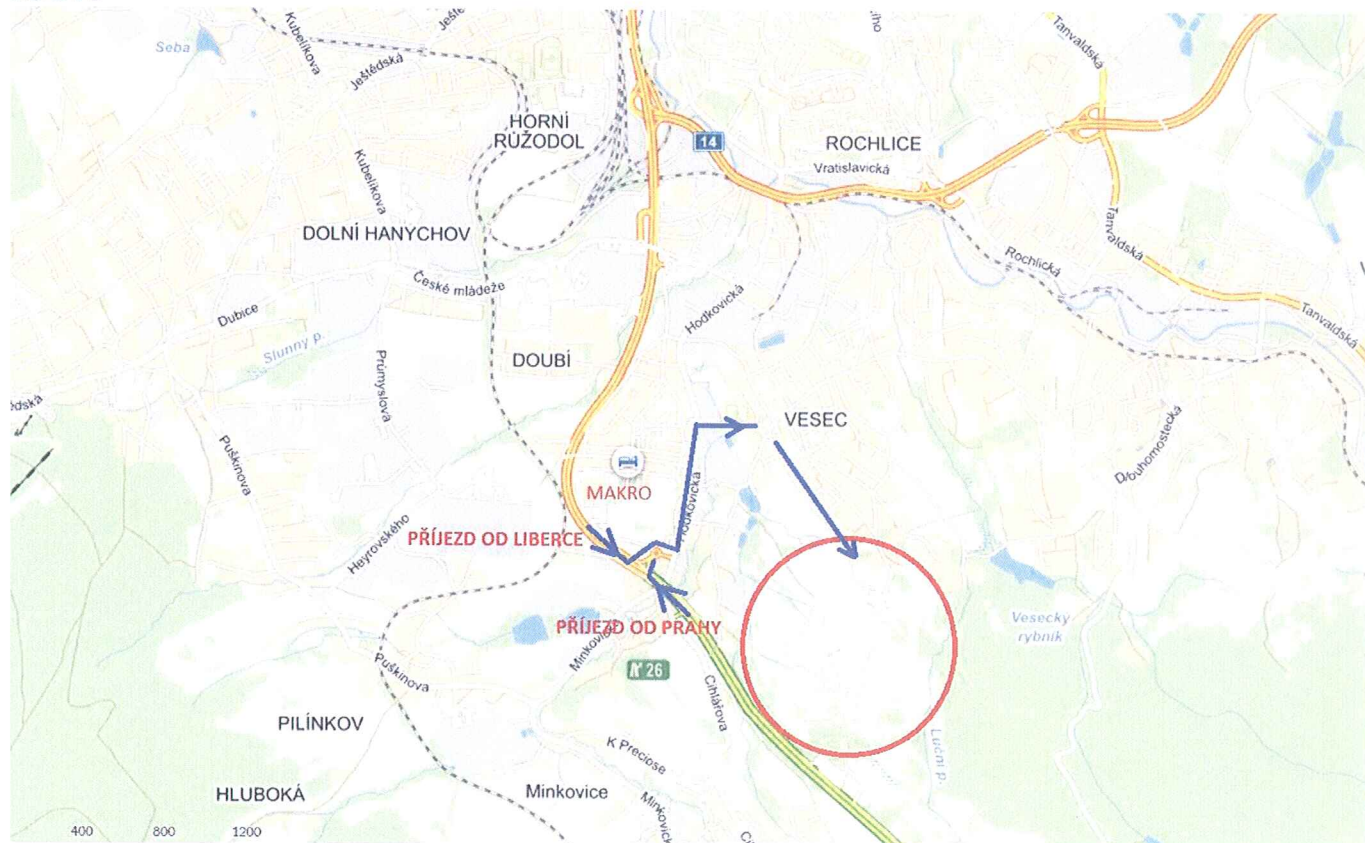 Seba
Kubelíkova
Ještědská
Tanvaldská
HORNÍ
RŮŽODOL
14
ROCHLICE
Vratislavická
Kubelíkova
DOLNÍ HANYCHOV
Tanvaldská
Rochlická
České mládeže
Dubice
Hodkovická
Tanvaldská
Slunný p.
DOUBÍ
Průmyslová
VESEC
Puškinova
Dlouhomostecká
MAKRO
Hodkovická
Heyrovského
PŘÍJEZD OD LIBERCE
Vesecký
rybník
PŘÍJEZD OD PRAHY
Puškinova
26
Cihlářova
PILÍNKOV
K Preciose
Luční p.
HLUBOKÁ
Minkovice
400 800 1200